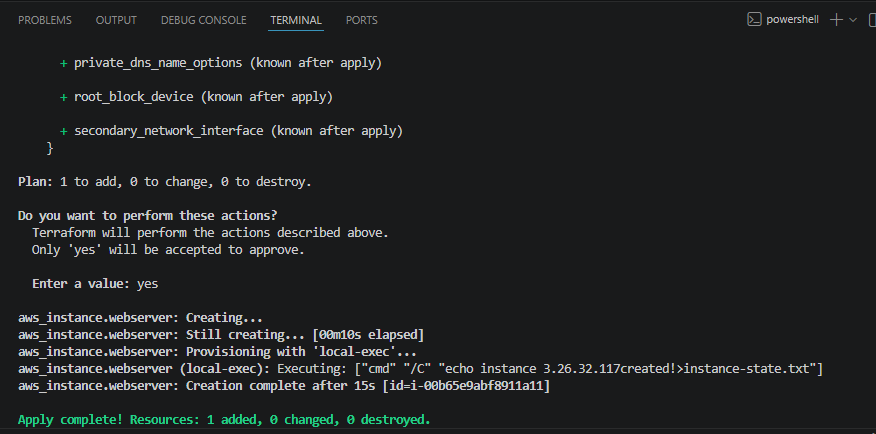 PROBLEMS OUTPUT DEBUG CONSOLE TERMINAL PORTS powershell
+ private_dns_name_options (known after apply)
+ root_block_device (known after apply)
+ secondary_network_interface (known after apply)
}
Plan: 1 to add, 0 to change, 0 to destroy.
Do you want to perform these actions?
Terraform will perform the actions described above.
Only 'yes' will be accepted to approve.
Enter a value: yes
aws_instance.webserver: Creating...
aws_instance.webserver: Still creating... [00m10s elapsed]
aws_instance.webserver: Provisioning with 'local-exec'...
aws_instance.webserver (local-exec): Executing: ["cmd" "/C" "echo instance 3.26.32.117created!>instance-state.txt"]
aws_instance.webserver: Creation complete after 15s [id=i-00b65e9abf8911a11]
Apply complete! Resources: 1 added, 0 changed, 0 destroyed.